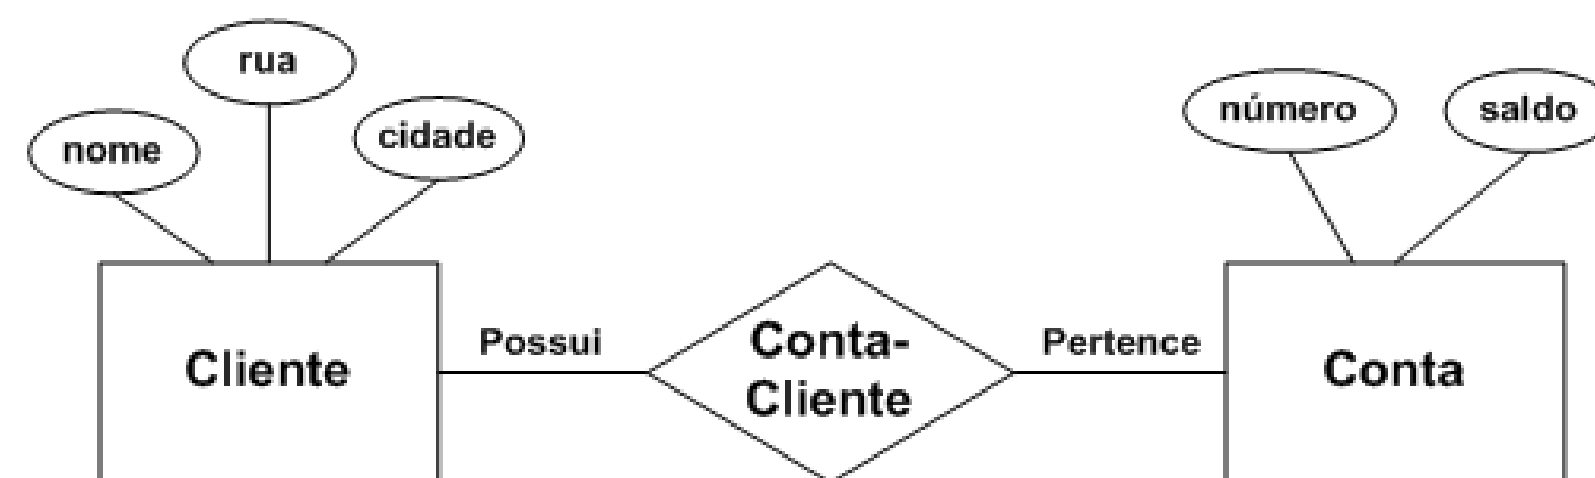 rua
nome
cidade
número
saldo
Cliente
Possui
Conta-
Cliente
Pertence
Conta